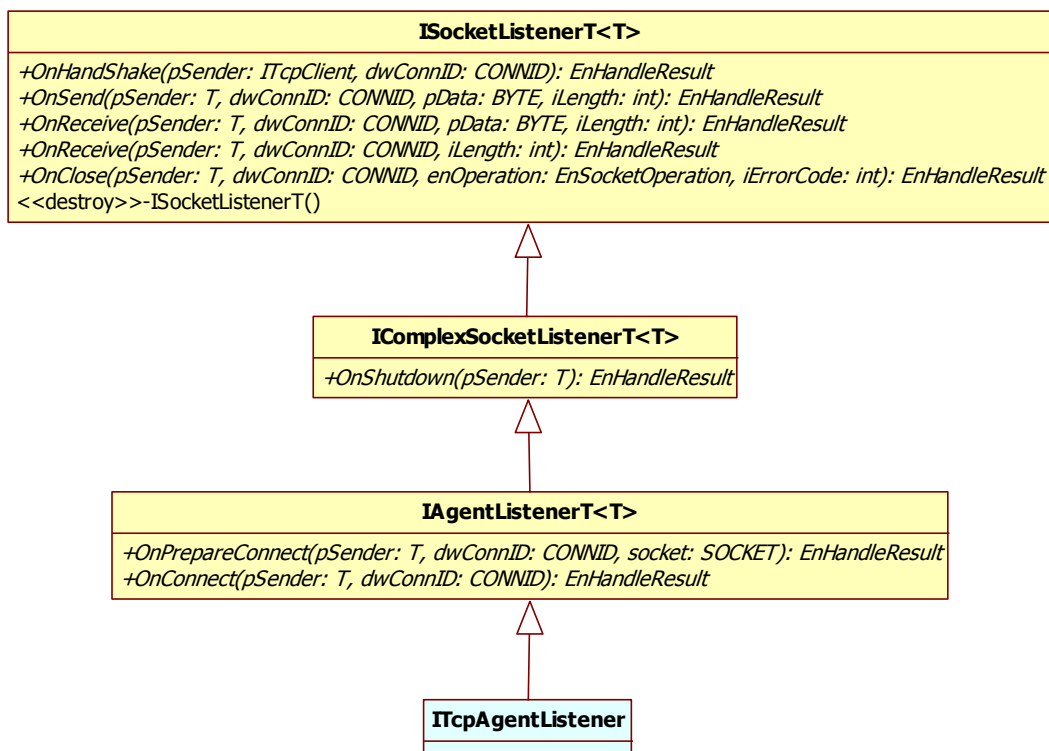 ISocketListenerT<T>
+OnHandShake(pSender: ITcpClient, dwConnID: CONNID): EnHandleResult
+OnSend(pSender: T, dwConnID: CONNID, pData: BYTE, iLength: int): EnHandleResult
+OnReceive(pSender: T, dwConnID: CONNID, pData: BYTE, iLength: int): EnHandleResult
+OnReceive(pSender: T, dwConnID: CONNID, iLength: int): EnHandleResult
+OnClose(pSender: T, dwConnID: CONNID, enOperation: EnSocketOperation, iErrorCode: int): EnHandleResult
<<destroy>>-ISocketListenerT()
IComplexSocketListenerT<T>
+OnShutdown(pSender: T): EnHandleResult
IAgentListenerT<T>
+OnPrepareConnect(pSender: T, dwConnID: CONNID, socket: SOCKET): EnHandleResult
+OnConnect(pSender: T, dwConnID: CONNID): EnHandleResult
ITcpAgentListener